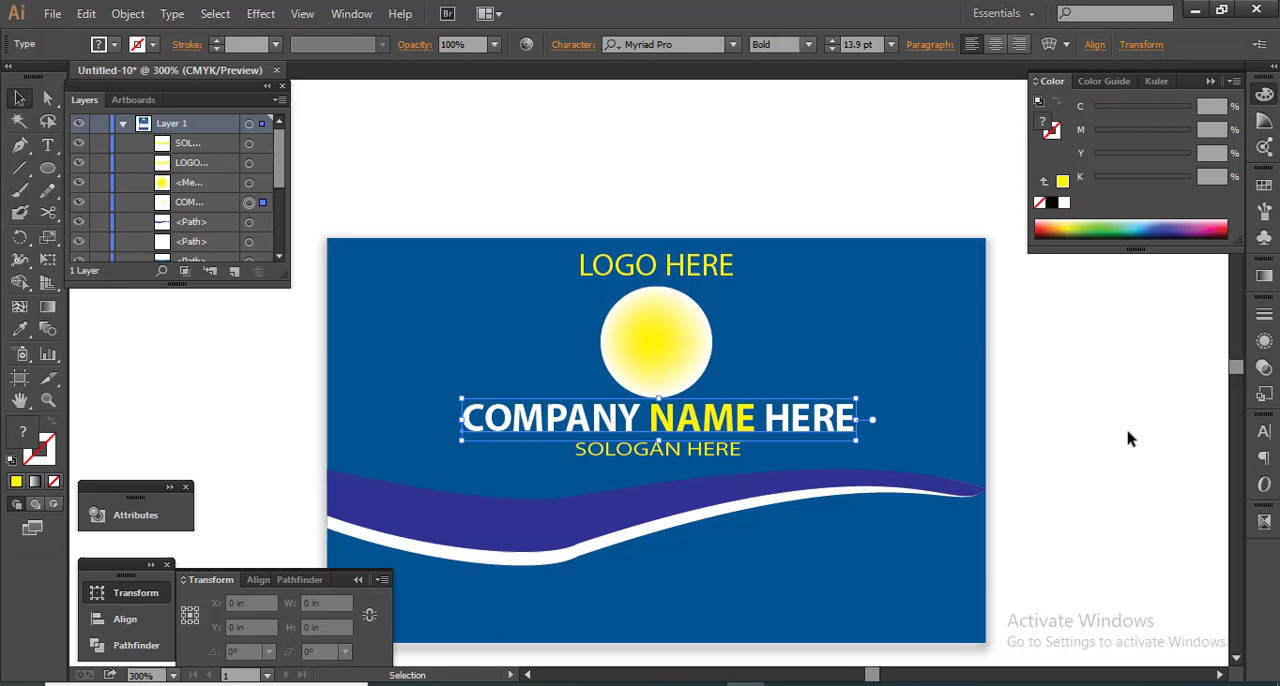 Ai File Edit Object Type Select Effect View Window Help Br Essentials
Type ? Stroke: Opacity: 100% Character: Myriad Pro Bold 13.9 pt Paragraph: Align Transform
Untitled-10* @ 300% (CMYK/Preview)
Layers Artboards
Layer 1
SOL...
LOGO...
<Me...
COM...
<Path>
<Path>
1 Layer
Color Color Guide Kuler
C %
? M %
Y %
K %
LOGO HERE
COMPANY NAME HERE
SOLOGAN HERE
?
Attributes
Transform
Align
Pathfinder
Transform Align Pathfinder
X: 0 in W: 0 in
Y: 0 in H: 0 in
0° 0°
Activate Windows
Go to Settings to activate Windows.
300% 1 Selection